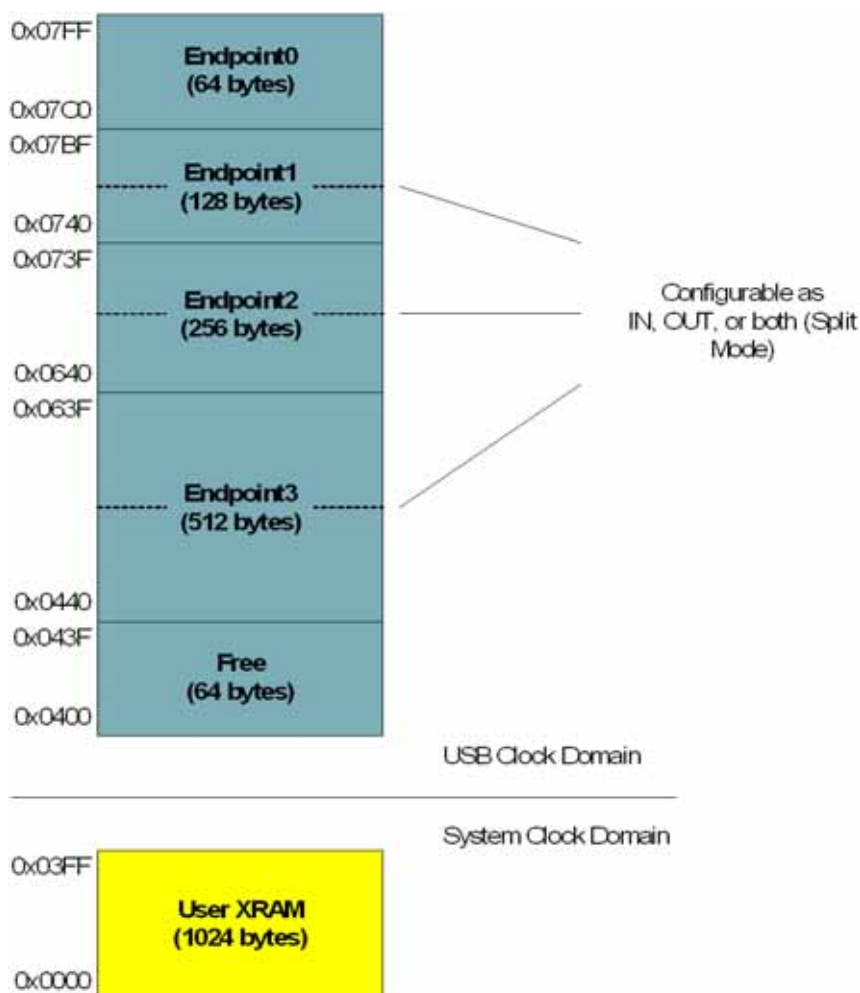 0x07FF
Endpoint0
(64 bytes)
0x07C0
0x07BF
Endpoint1
(128 bytes)
0x0740
0x073F
Endpoint2
(256 bytes)
0x0640
0x063F
Configurable as
IN, OUT, or both (Split
Mode)
Endpoint3
(512 bytes)
0x0440
0x043F
Free
(64 bytes)
0x0400
USB Clock Domain
System Clock Domain
0x03FF
User XRAM
(1024 bytes)
0x0000